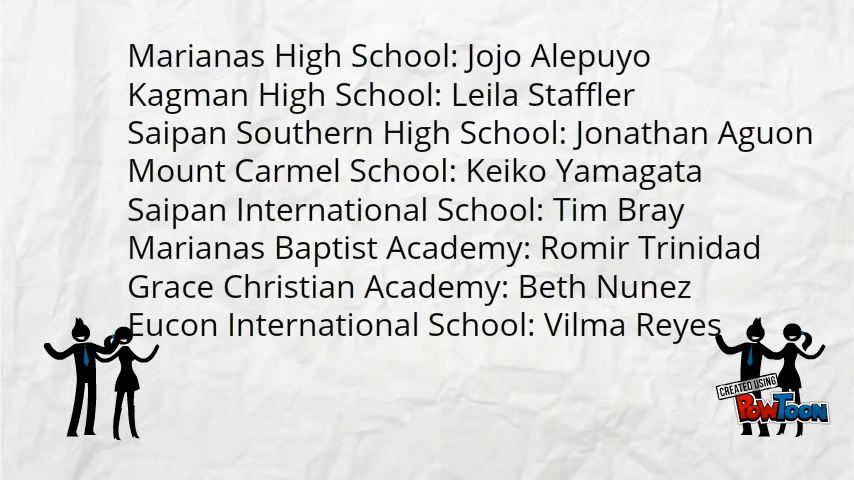 Marianas High School: Jojo Alepuyo
Kagman High School: Leila Staffler
Saipan Southern High School: Jonathan Aguon
Mount Carmel School: Keiko Yamagata
Saipan International School: Tim Bray
Marianas Baptist Academy: Romir Trinidad
Grace Christian Academy: Beth Nunez
Eucon International School: Vilma Reyes
CREATED USING
POWTOON